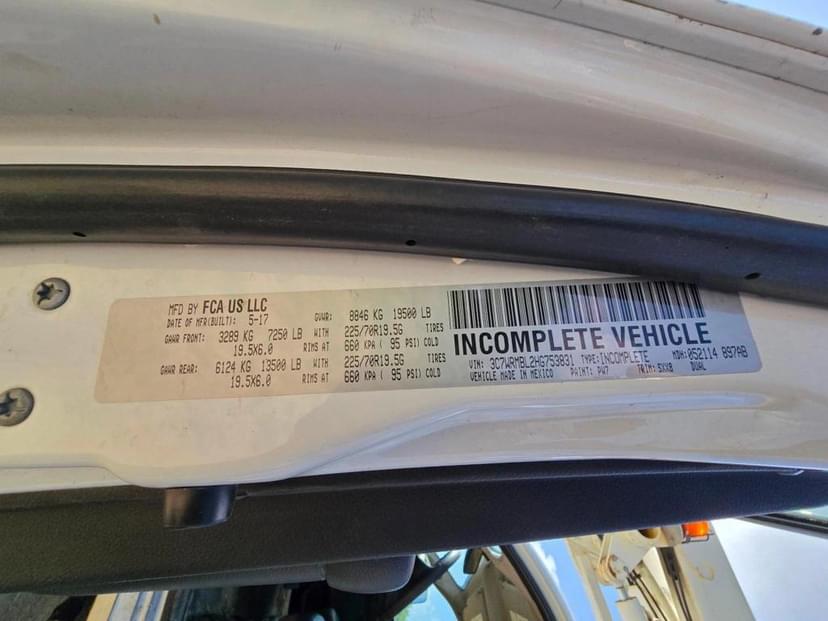 MFD BY FCA US LLC
DATE OF MFR(BUILT): 5-17 GVWR: 8846 KG 19500 LB
GAWR FRONT: 3289 KG 7250 LB WITH 225/70R19.5G TIRES
19.5X6.0 RIMS AT 660 KPA ( 95 PSI) COLD
GAWR REAR: 6124 KG 13500 LB WITH 225/70R19.5G TIRES
19.5X6.0 RIMS AT 660 KPA ( 95 PSI) COLD
INCOMPLETE VEHICLE
VIN: 3C7WRMBL2HG753831 TYPE:INCOMPLETE MDH:052114 897AB
VEHICLE MADE IN MEXICO PAINT: PW7 TRIM: 5XX8 DUAL